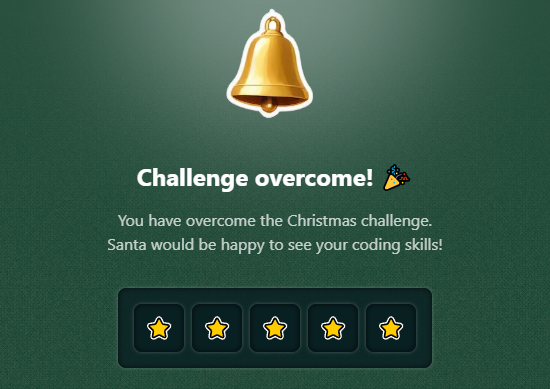 Challenge overcome! 🎉
You have overcome the Christmas challenge.
Santa would be happy to see your coding skills!